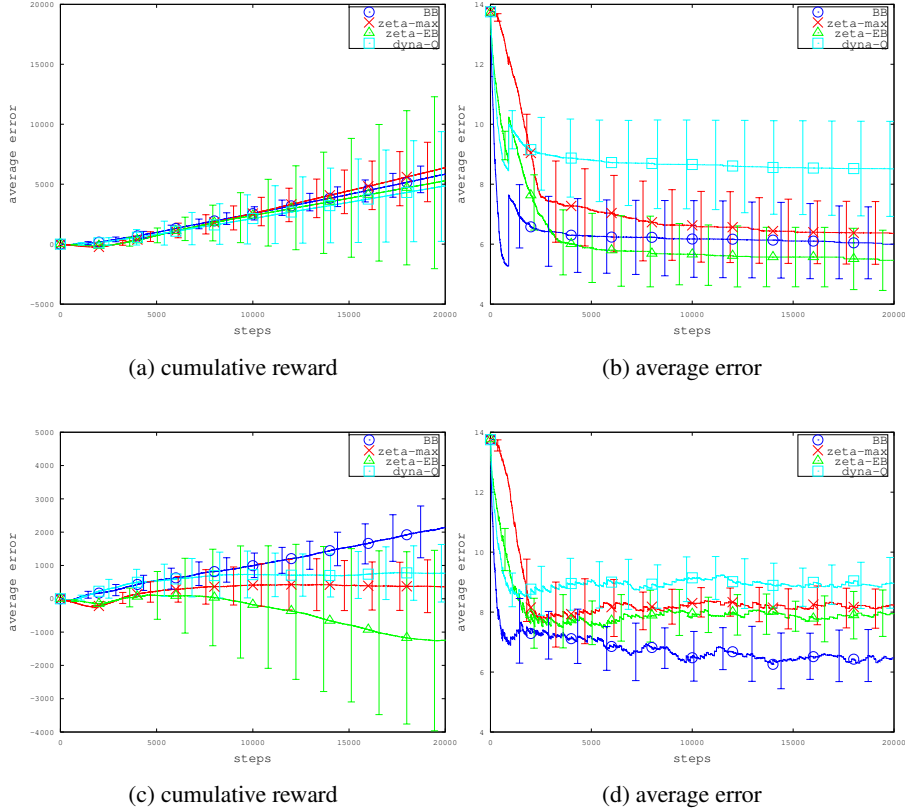 20000
BB
zeta-max
zeta-EB
dyna-Q
15000
average error
10000
5000
0
-5000
0 5000 10000 15000 20000
steps
(a) cumulative reward
14
BB
zeta-max
zeta-EB
dyna-Q
12
average error
10
8
6
4
0 5000 10000 15000 20000
steps
(b) average error
5000
BB
zeta-max
zeta-EB
dyna-Q
4000
3000
average error
2000
1000
0
-1000
-2000
-3000
-4000
0 5000 10000 15000 20000
steps
(c) cumulative reward
14
BB
zeta-max
zeta-EB
dyna-Q
12
average error
10
8
6
4
0 5000 10000 15000 20000
steps
(d) average error